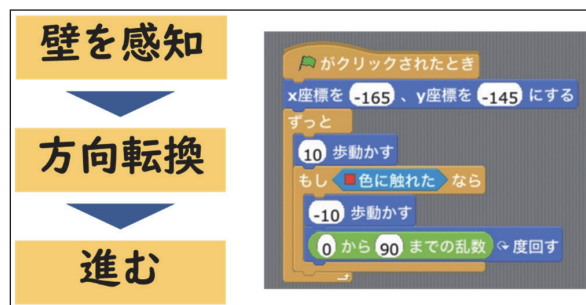 壁を感知
方向転換
進む
がクリックされたとき
x座標を -165 、y座標を -145 にする
ずっと
10 歩動かす
もし 色に触れた なら
-10 歩動かす
0 から 90 までの乱数 度回す